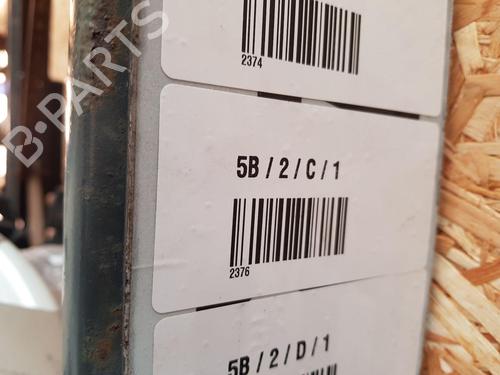 2374
5B / 2 / C / 1
2376
5B / 2 / D / 1
B-PARTS